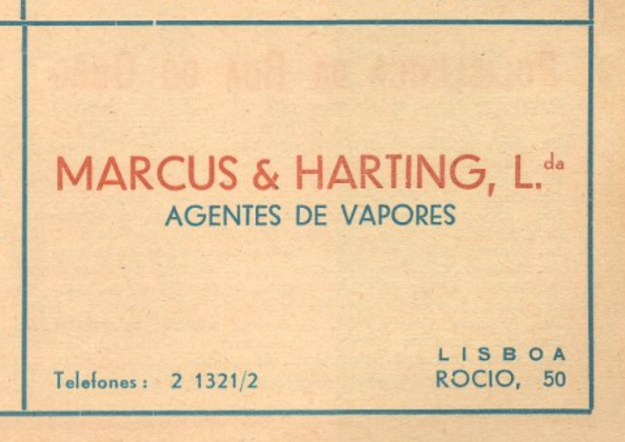 MARCUS & HARTING, L.da
AGENTES DE VAPORES
LISBOA
Telefones: 2 1321/2 ROCIO, 50